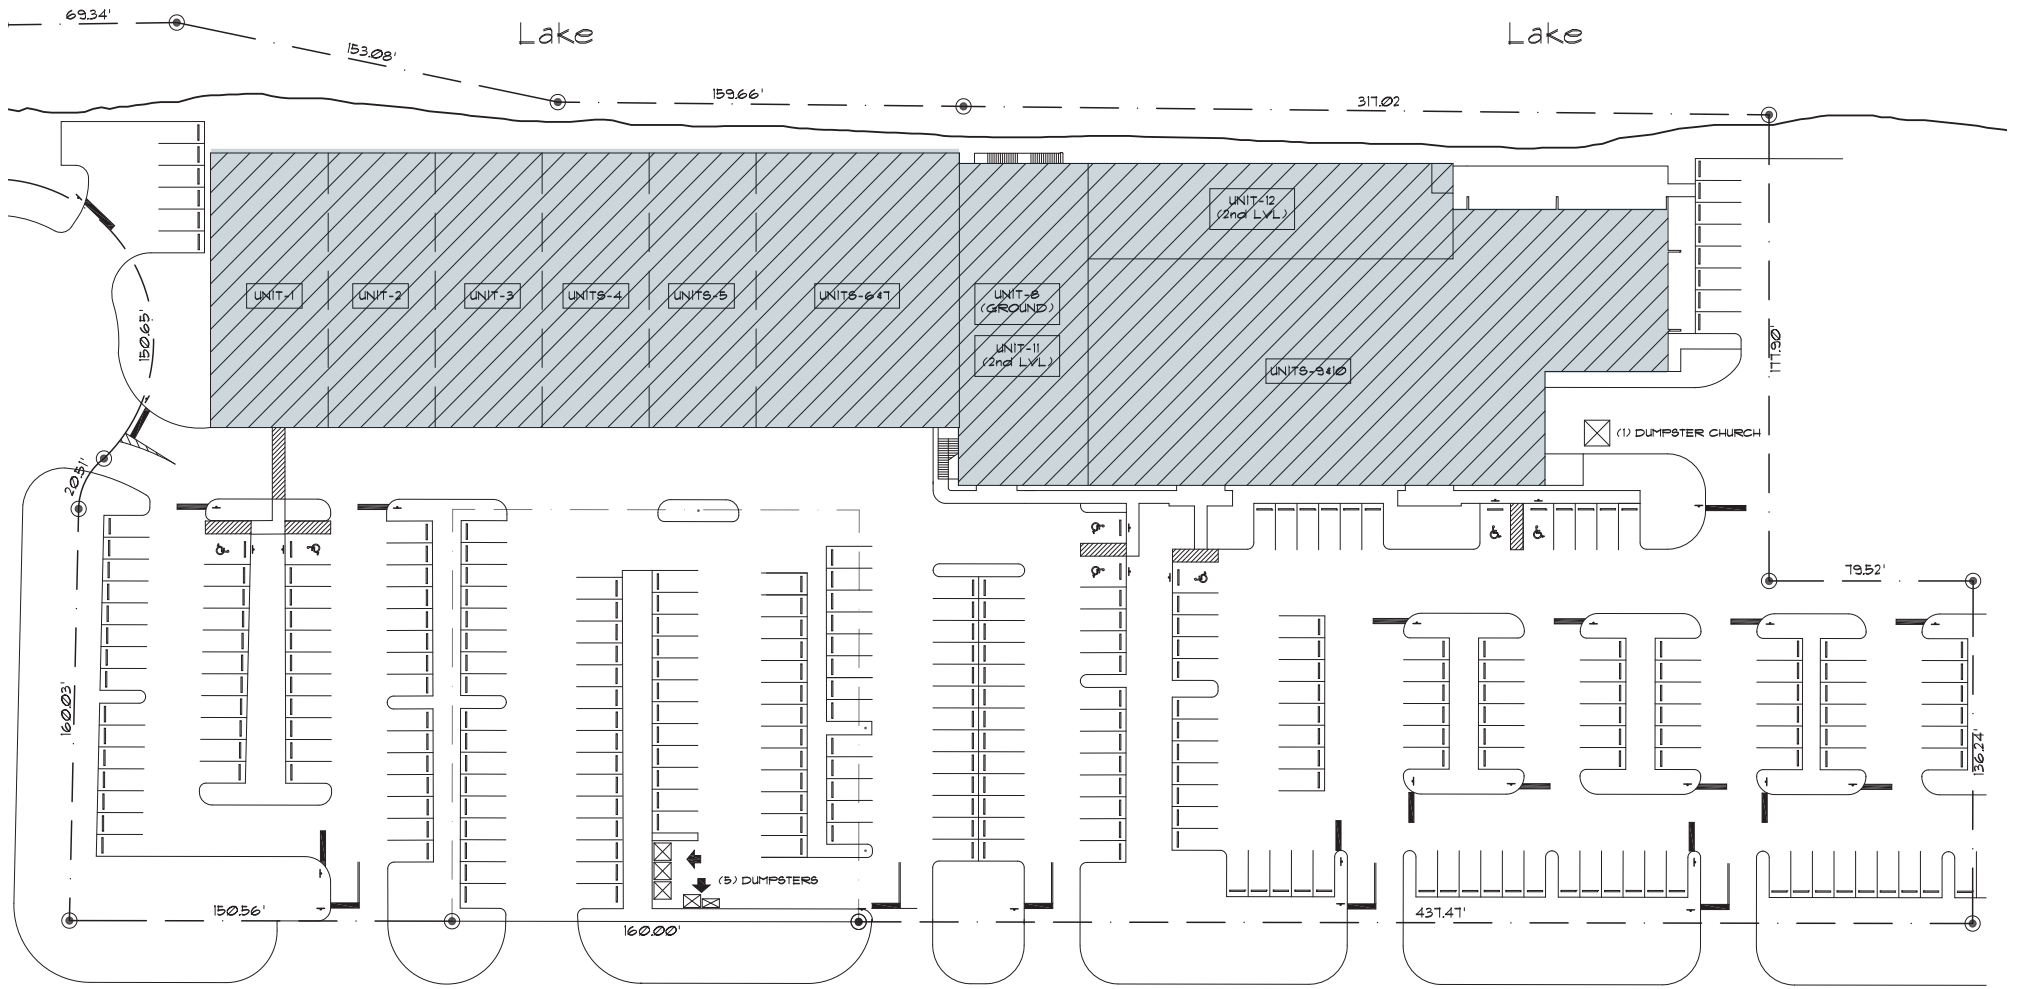 69.34'
Lake
Lake
153.08'
159.66'
317.02
UNIT-12
(2nd LVL)
UNIT-1
UNIT-2
UNIT-3
UNITS-4
UNITS-5
UNITS-6&7
UNIT-8
(GROUND)
UNIT-11
(2nd LVL)
UNITS-9&10
150.65'
117.90'
(1) DUMPSTER CHURCH
20.51'
79.52'
160.03'
136.24'
(5) DUMPSTERS
150.56'
160.00'
437.47'